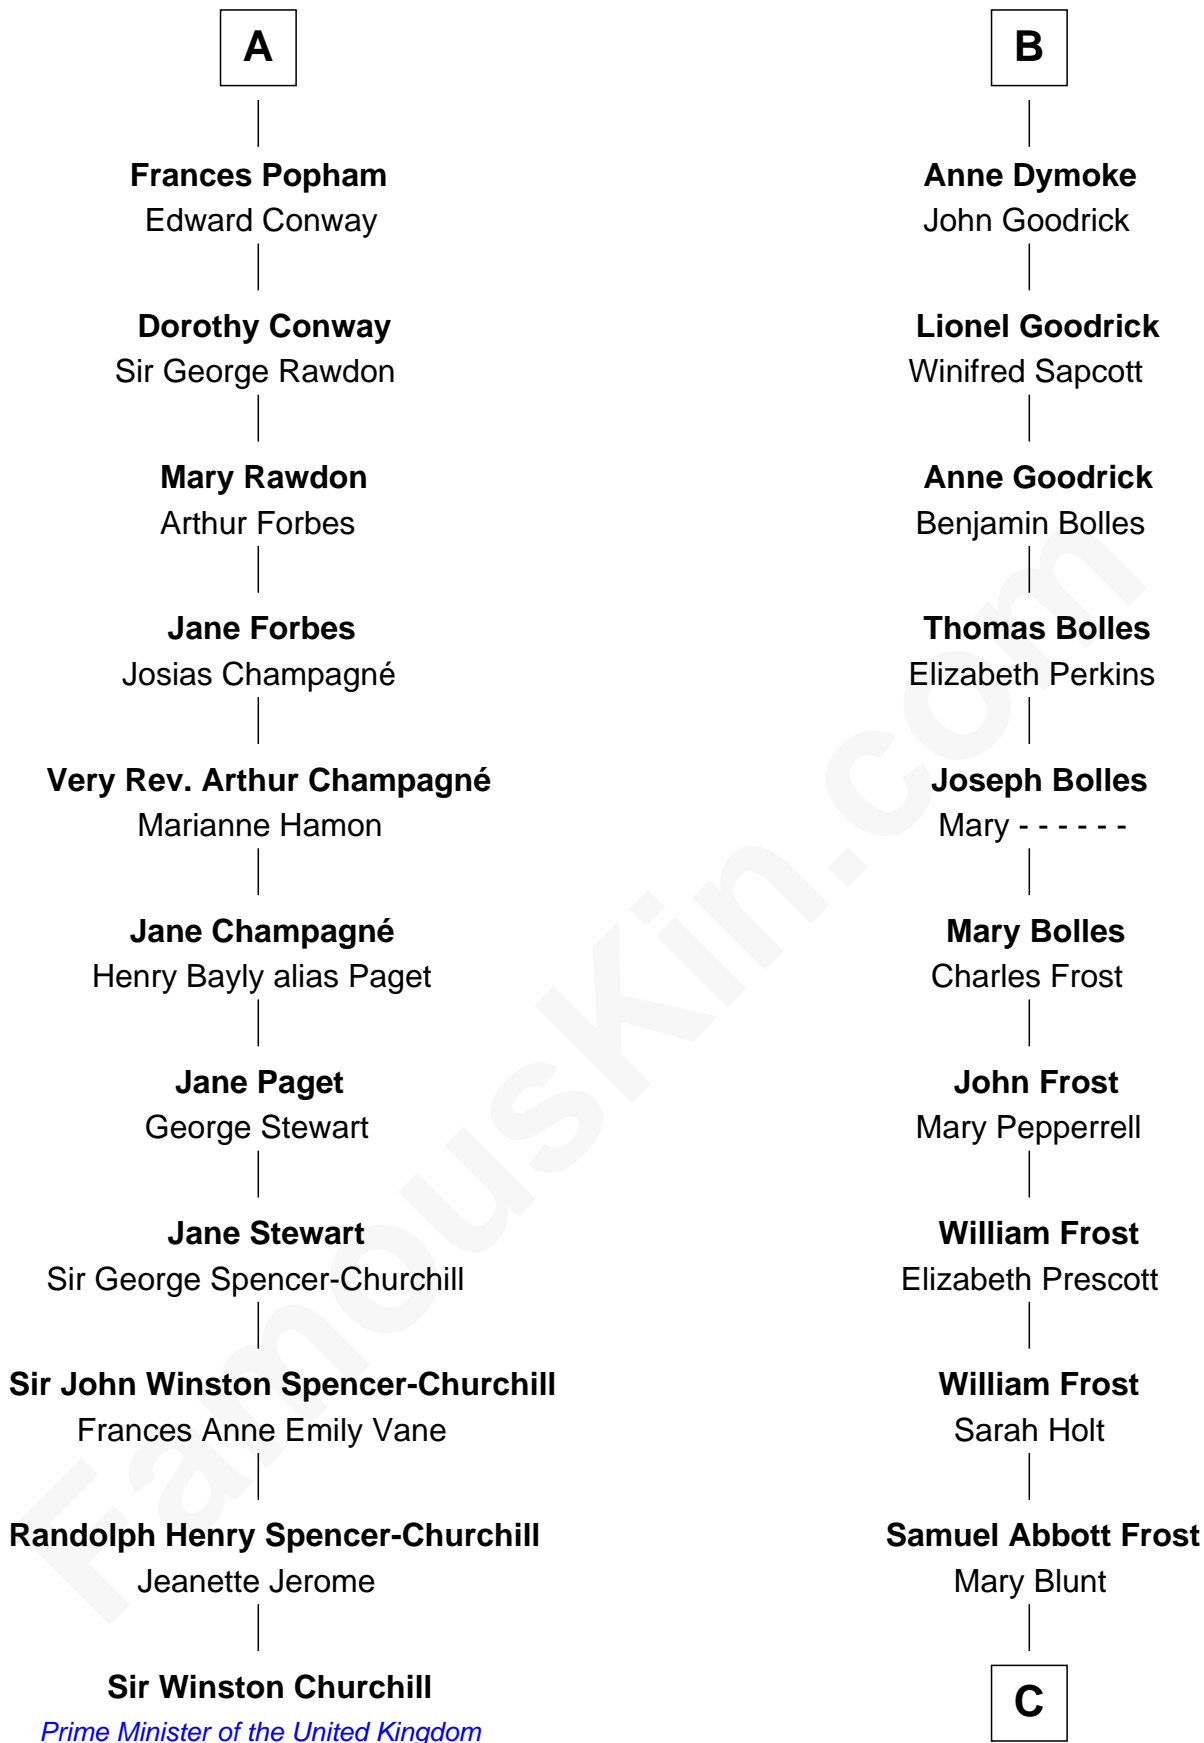 A
Frances Popham
Edward Conway
Dorothy Conway
Sir George Rawdon
Mary Rawdon
Arthur Forbes
Jane Forbes
Josias Champagné
Very Rev. Arthur Champagné
Marianne Hamon
Jane Champagné
Henry Bayly alias Paget
Jane Paget
George Stewart
Jane Stewart
Sir George Spencer-Churchill
Sir John Winston Spencer-Churchill
Frances Anne Emily Vane
Randolph Henry Spencer-Churchill
Jeanette Jerome
Sir Winston Churchill
Prime Minister of the United Kingdom
B
Anne Dymoke
John Goodrick
Lionel Goodrick
Winifred Sapcott
Anne Goodrick
Benjamin Bolles
Thomas Bolles
Elizabeth Perkins
Joseph Bolles
Mary - - - - - -
Mary Bolles
Charles Frost
John Frost
Mary Pepperrell
William Frost
Elizabeth Prescott
William Frost
Sarah Holt
Samuel Abbott Frost
Mary Blunt
C
FamousKin.com